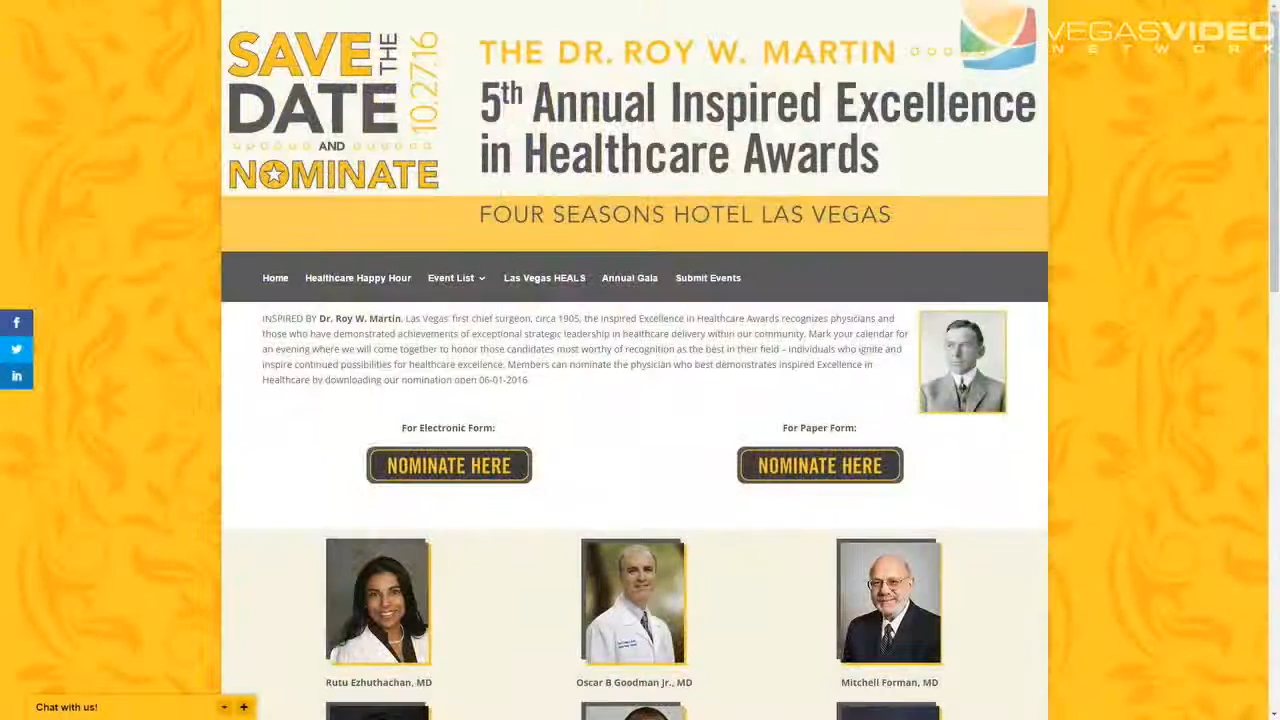 SAVE THE
DATE
10.27.16
AND
NOMINATE
THE DR. ROY W. MARTIN
5th Annual Inspired Excellence
in Healthcare Awards
FOUR SEASONS HOTEL LAS VEGAS
VEGASVIDEO
NETWORK
Home Healthcare Happy Hour Event List Las Vegas HEALS Annual Gala Submit Events
INSPIRED BY Dr. Roy W. Martin, Las Vegas' first chief surgeon, circa 1905, the Inspired Excellence in Healthcare Awards recognizes physicians and
those who have demonstrated achievements of exceptional strategic leadership in healthcare delivery within our community. Mark your calendar for
an evening where we will come together to honor those candidates most worthy of recognition as the best in their field – individuals who ignite and
inspire continued possibilities for healthcare excellence. Members can nominate the physician who best demonstrates inspired Excellence in
Healthcare by downloading our nomination open 06-01-2016.
For Electronic Form: For Paper Form:
NOMINATE HERE NOMINATE HERE
Rutu Ezhuthachan, MD Oscar B Goodman Jr., MD Mitchell Forman, MD
Chat with us!